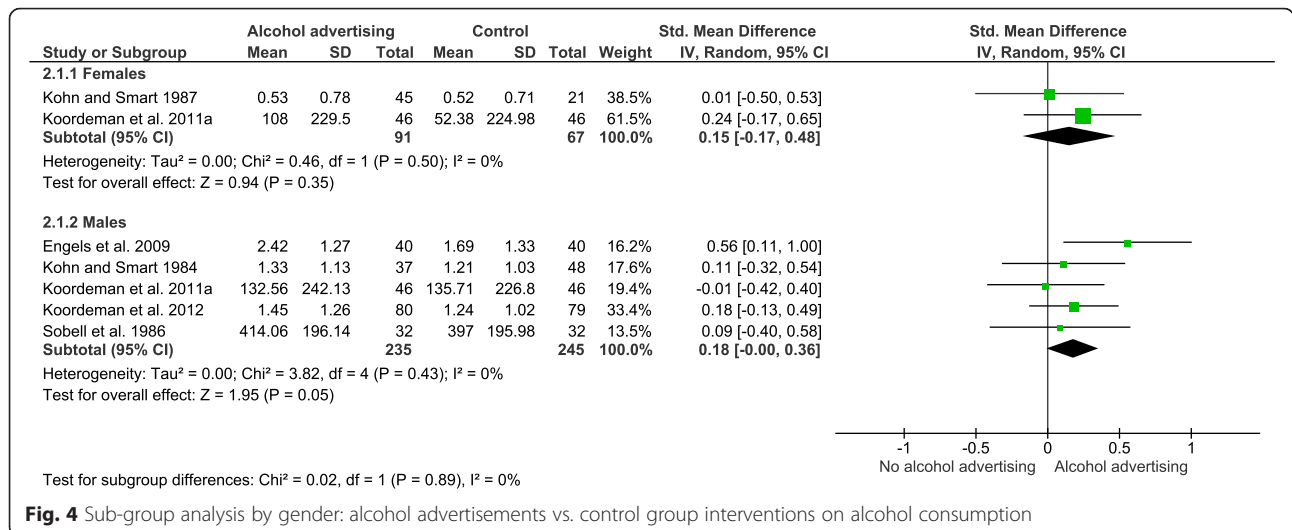 Alcohol advertising Control Std. Mean Difference Std. Mean Difference
Study or Subgroup Mean SD Total Mean SD Total Weight IV, Random, 95% CI IV, Random, 95% CI
2.1.1 Females
Kohn and Smart 1987 0.53 0.78 45 0.52 0.71 21 38.5% 0.01 [-0.50, 0.53]
Koordeman et al. 2011a 108 229.5 46 52.38 224.98 46 61.5% 0.24 [-0.17, 0.65]
Subtotal (95% CI) 91 67 100.0% 0.15 [-0.17, 0.48]
Heterogeneity: Tau² = 0.00; Chi² = 0.46, df = 1 (P = 0.50); I² = 0%
Test for overall effect: Z = 0.94 (P = 0.35)
2.1.2 Males
Engels et al. 2009 2.42 1.27 40 1.69 1.33 40 16.2% 0.56 [0.11, 1.00]
Kohn and Smart 1984 1.33 1.13 37 1.21 1.03 48 17.6% 0.11 [-0.32, 0.54]
Koordeman et al. 2011a 132.56 242.13 46 135.71 226.8 46 19.4% -0.01 [-0.42, 0.40]
Koordeman et al. 2012 1.45 1.26 80 1.24 1.02 79 33.4% 0.18 [-0.13, 0.49]
Sobell et al. 1986 414.06 196.14 32 397 195.98 32 13.5% 0.09 [-0.40, 0.58]
Subtotal (95% CI) 235 245 100.0% 0.18 [-0.00, 0.36]
Heterogeneity: Tau² = 0.00; Chi² = 3.82, df = 4 (P = 0.43); I² = 0%
Test for overall effect: Z = 1.95 (P = 0.05)
-1 -0.5 0 0.5 1
No alcohol advertising Alcohol advertising
Test for subgroup differences: Chi² = 0.02, df = 1 (P = 0.89), I² = 0%
Fig. 4 Sub-group analysis by gender: alcohol advertisements vs. control group interventions on alcohol consumption